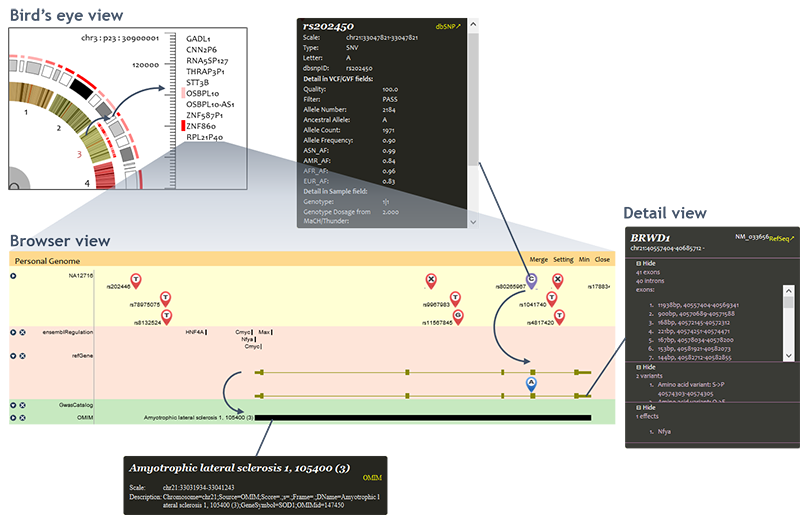 Bird's eye view
chr3 : p23 : 30900001
120000
GADL1
CNN2P6
RNA5SP127
THRAP3P1
STT3B
OSBPL10
OSBPL10-AS1
ZNF587P1
ZNF860
RPL21P40
1
2
3
4
rs202450
dbSNP
Scale: chr21:33047821-33047821
Type: SNV
Letter: A
dbsnpID: rs202450
Detail in VCF/GVF fields:
Quality: 100.0
Filter: PASS
Allele Number: 2184
Ancestral Allele: A
Allele Count: 1971
Allele Frequency: 0.90
ASN_AF: 0.99
AMR_AF: 0.84
AFR_AF: 0.96
EUR_AF: 0.83
Detail in Sample field:
Genotype: 1|1
Genotype Dosage from 2.000
MaCH/Thunder:
Browser view
Personal Genome
Merge Setting Min Close
NA12716
rs202446 T X rs80265967 C X rs17883
rs78975075 T rs9967983 T rs1041740 T
rs8132524 T rs11567845 G rs4817420 T
ensemblRegulation HNF4A Cmyc Max
Nfya
Cmyc
refGene
A
GwasCatalog
OMIM Amyotrophic lateral sclerosis 1, 105400 (3)
Amyotrophic lateral sclerosis 1, 105400 (3)
OMIM
Scale: chr21:33031934-33041243
Description: Chromosome=chr21;Source=OMIM;Score=.;x=.;Frame=.;DName=Amyotrophic l
ateral sclerosis 1, 105400 (3);GeneSymbol=SOD1;OMIMid=147450
Detail view
BRWD1
NM_033656 RefSeq
chr21:40557404-40685712 -
Hide
41 exons
40 introns
exons:
1. 11938bp, 40557404-40569341
2. 900bp, 40570689-40571588
3. 168bp, 40572145-40572312
4. 221bp, 40574251-40574471
5. 167bp, 40578034-40578200
6. 153bp, 40581921-40582073
7. 144bp, 40582712-40582855
Hide
2 variants
1. Amino acid variant: S->P
40574303-40574305
Hide
1 effects
1. Nfya